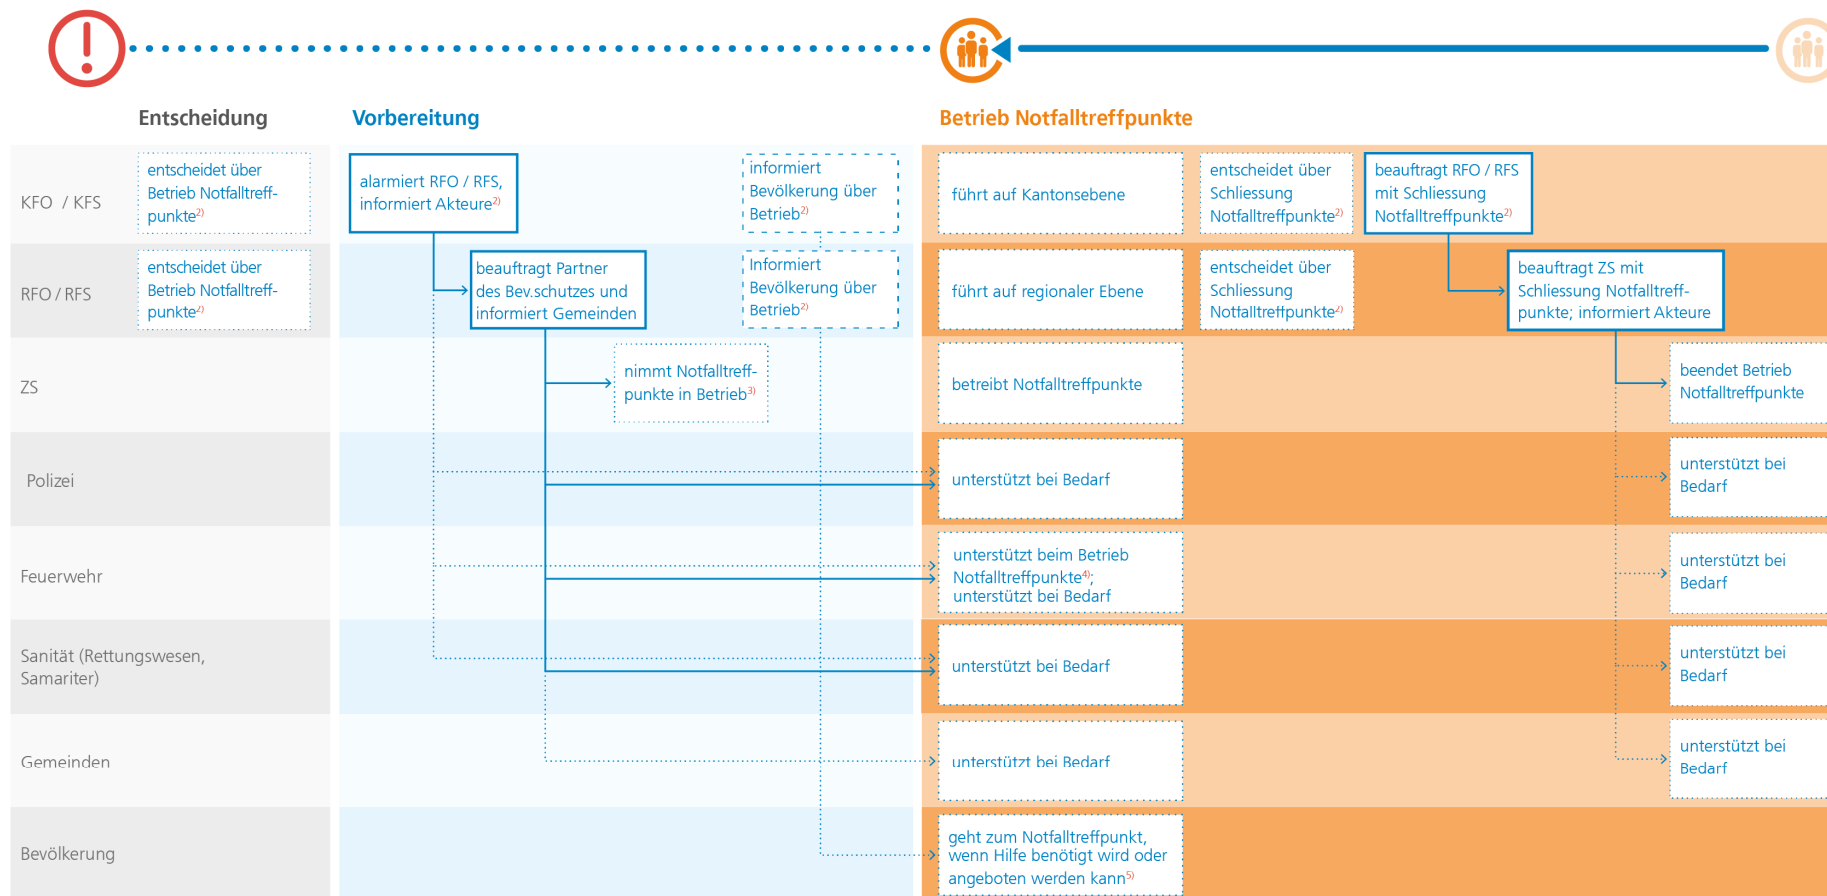 Entscheidung
Vorbereitung
Betrieb Notfalltreffpunkte
KFO / KFS
entscheidet über
Betrieb Notfalltreff-
punkte2)
alarmiert RFO / RFS,
informiert Akteure2)
informiert
Bevölkerung über
Betrieb2)
führt auf Kantonsebene
entscheidet über
Schliessung
Notfalltreffpunkte2)
beauftragt RFO / RFS
mit Schliessung
Notfalltreffpunkte2)
RFO / RFS
entscheidet über
Betrieb Notfalltreff-
punkte2)
beauftragt Partner
des Bev.schutzes und
informiert Gemeinden
Informiert
Bevölkerung über
Betrieb2)
führt auf regionaler Ebene
entscheidet über
Schliessung
Notfalltreffpunkte2)
beauftragt ZS mit
Schliessung Notfalltreff-
punkte; informiert Akteure
ZS
nimmt Notfalltreff-
punkte in Betrieb3)
betreibt Notfalltreffpunkte
beendet Betrieb
Notfalltreffpunkte
Polizei
unterstützt bei Bedarf
unterstützt bei
Bedarf
Feuerwehr
unterstützt beim Betrieb
Notfalltreffpunkte4);
unterstützt bei Bedarf
unterstützt bei
Bedarf
Sanität (Rettungswesen,
Samariter)
unterstützt bei Bedarf
unterstützt bei
Bedarf
Gemeinden
unterstützt bei Bedarf
unterstützt bei
Bedarf
Bevölkerung
geht zum Notfalltreffpunkt,
wenn Hilfe benötigt wird oder
angeboten werden kann5)